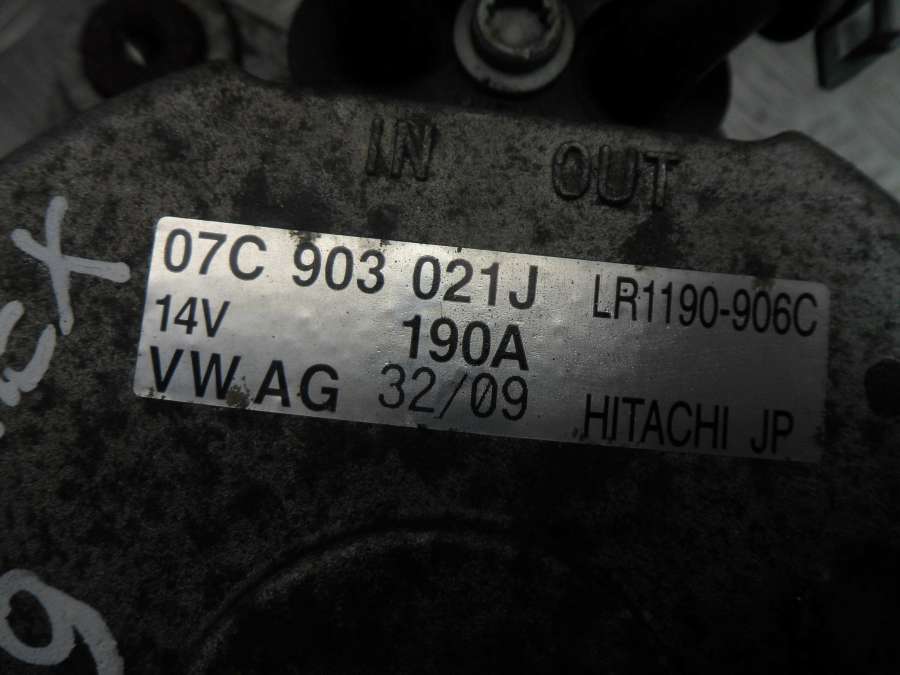 IN OUT
07C 903 021J LR1190-906C
14V 190A
VW AG 32/09 HITACHI JP